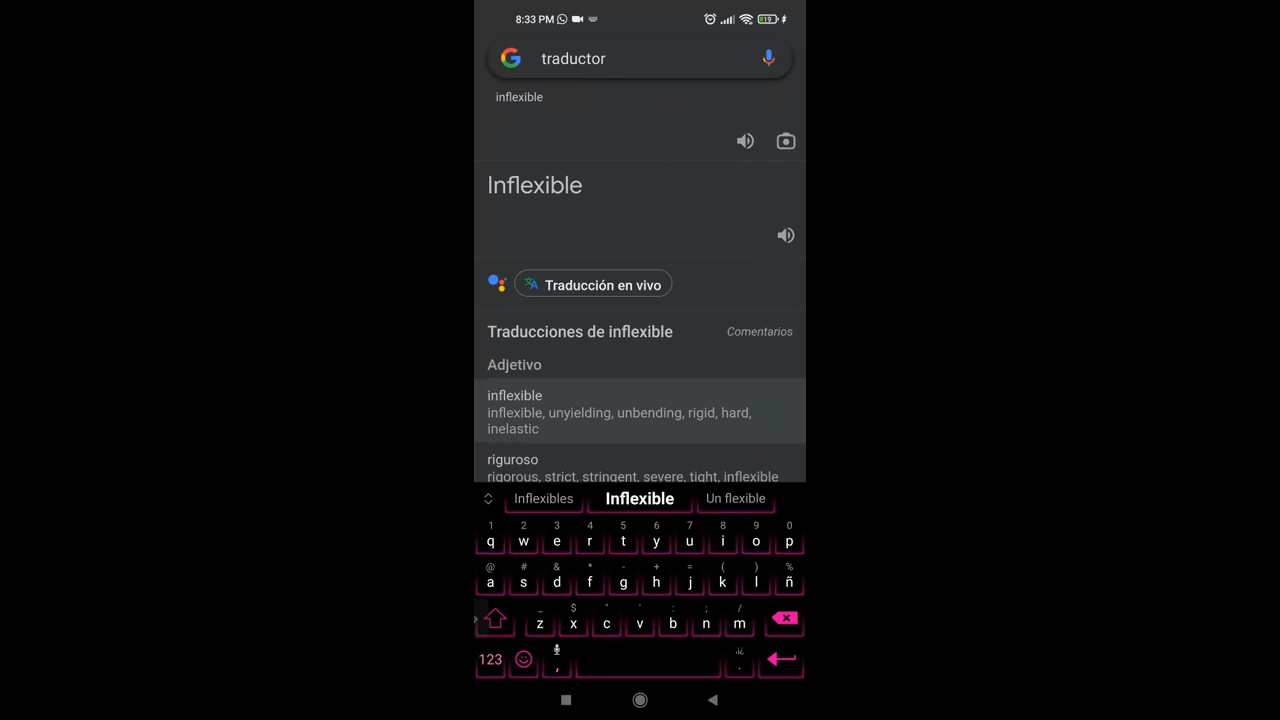 8:33 PM 19
traductor
inflexible
Inflexible
Traducción en vivo
Traducciones de inflexible Comentarios
Adjetivo
inflexible
inflexible, unyielding, unbending, rigid, hard,
inelastic
riguroso
rigorous, strict, stringent, severe, tight, inflexible
Inflexibles Inflexible Un flexible
1 2 3 4 5 6 7 8 9 0
q w e r t y u i o p
@ # & * - + = ( ) %
a s d f g h j k l ñ
_ $ " ' : ; /
z x c v b n m
123 , .